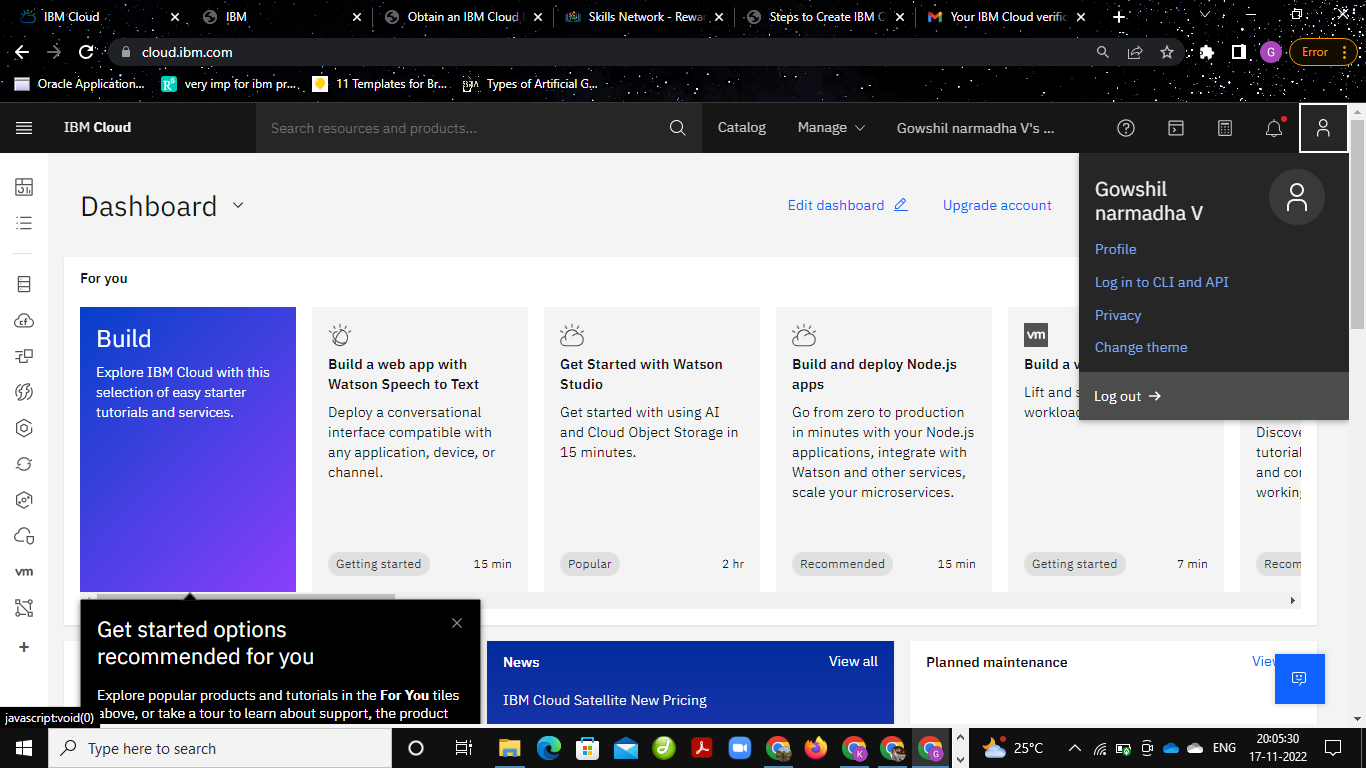 IBM Cloud
IBM
Obtain an IBM Cloud
Skills Network - Rewa
Steps to Create IBM C
Your IBM Cloud verific
cloud.ibm.com
G
Error
Oracle Application...
very imp for ibm pr...
11 Templates for Br...
Types of Artificial G...
IBM Cloud
Search resources and products...
Catalog
Manage
Gowshil narmadha V's ...
Gowshil
narmadha V
Profile
Log in to CLI and API
Privacy
Change theme
Log out
Dashboard
Edit dashboard
Upgrade account
For you
Build
Explore IBM Cloud with this
selection of easy starter
tutorials and services.
Build a web app with
Watson Speech to Text
Deploy a conversational
interface compatible with
any application, device, or
channel.
Getting started
15 min
Get Started with Watson
Studio
Get started with using AI
and Cloud Object Storage in
15 minutes.
Popular
2 hr
Build and deploy Node.js
apps
Go from zero to production
in minutes with your Node.js
applications, integrate with
Watson and other services,
scale your microservices.
Recommended
15 min
vm
Build a v
Lift and s
workload
Getting started
7 min
Discove
tutorial
and con
working
Recom
vm
Get started options
recommended for you
Explore popular products and tutorials in the For You tiles
above, or take a tour to learn about support, the product
News
View all
IBM Cloud Satellite New Pricing
Planned maintenance
View
javascript:void(0)
Type here to search
25°C
ENG
20:05:30
17-11-2022